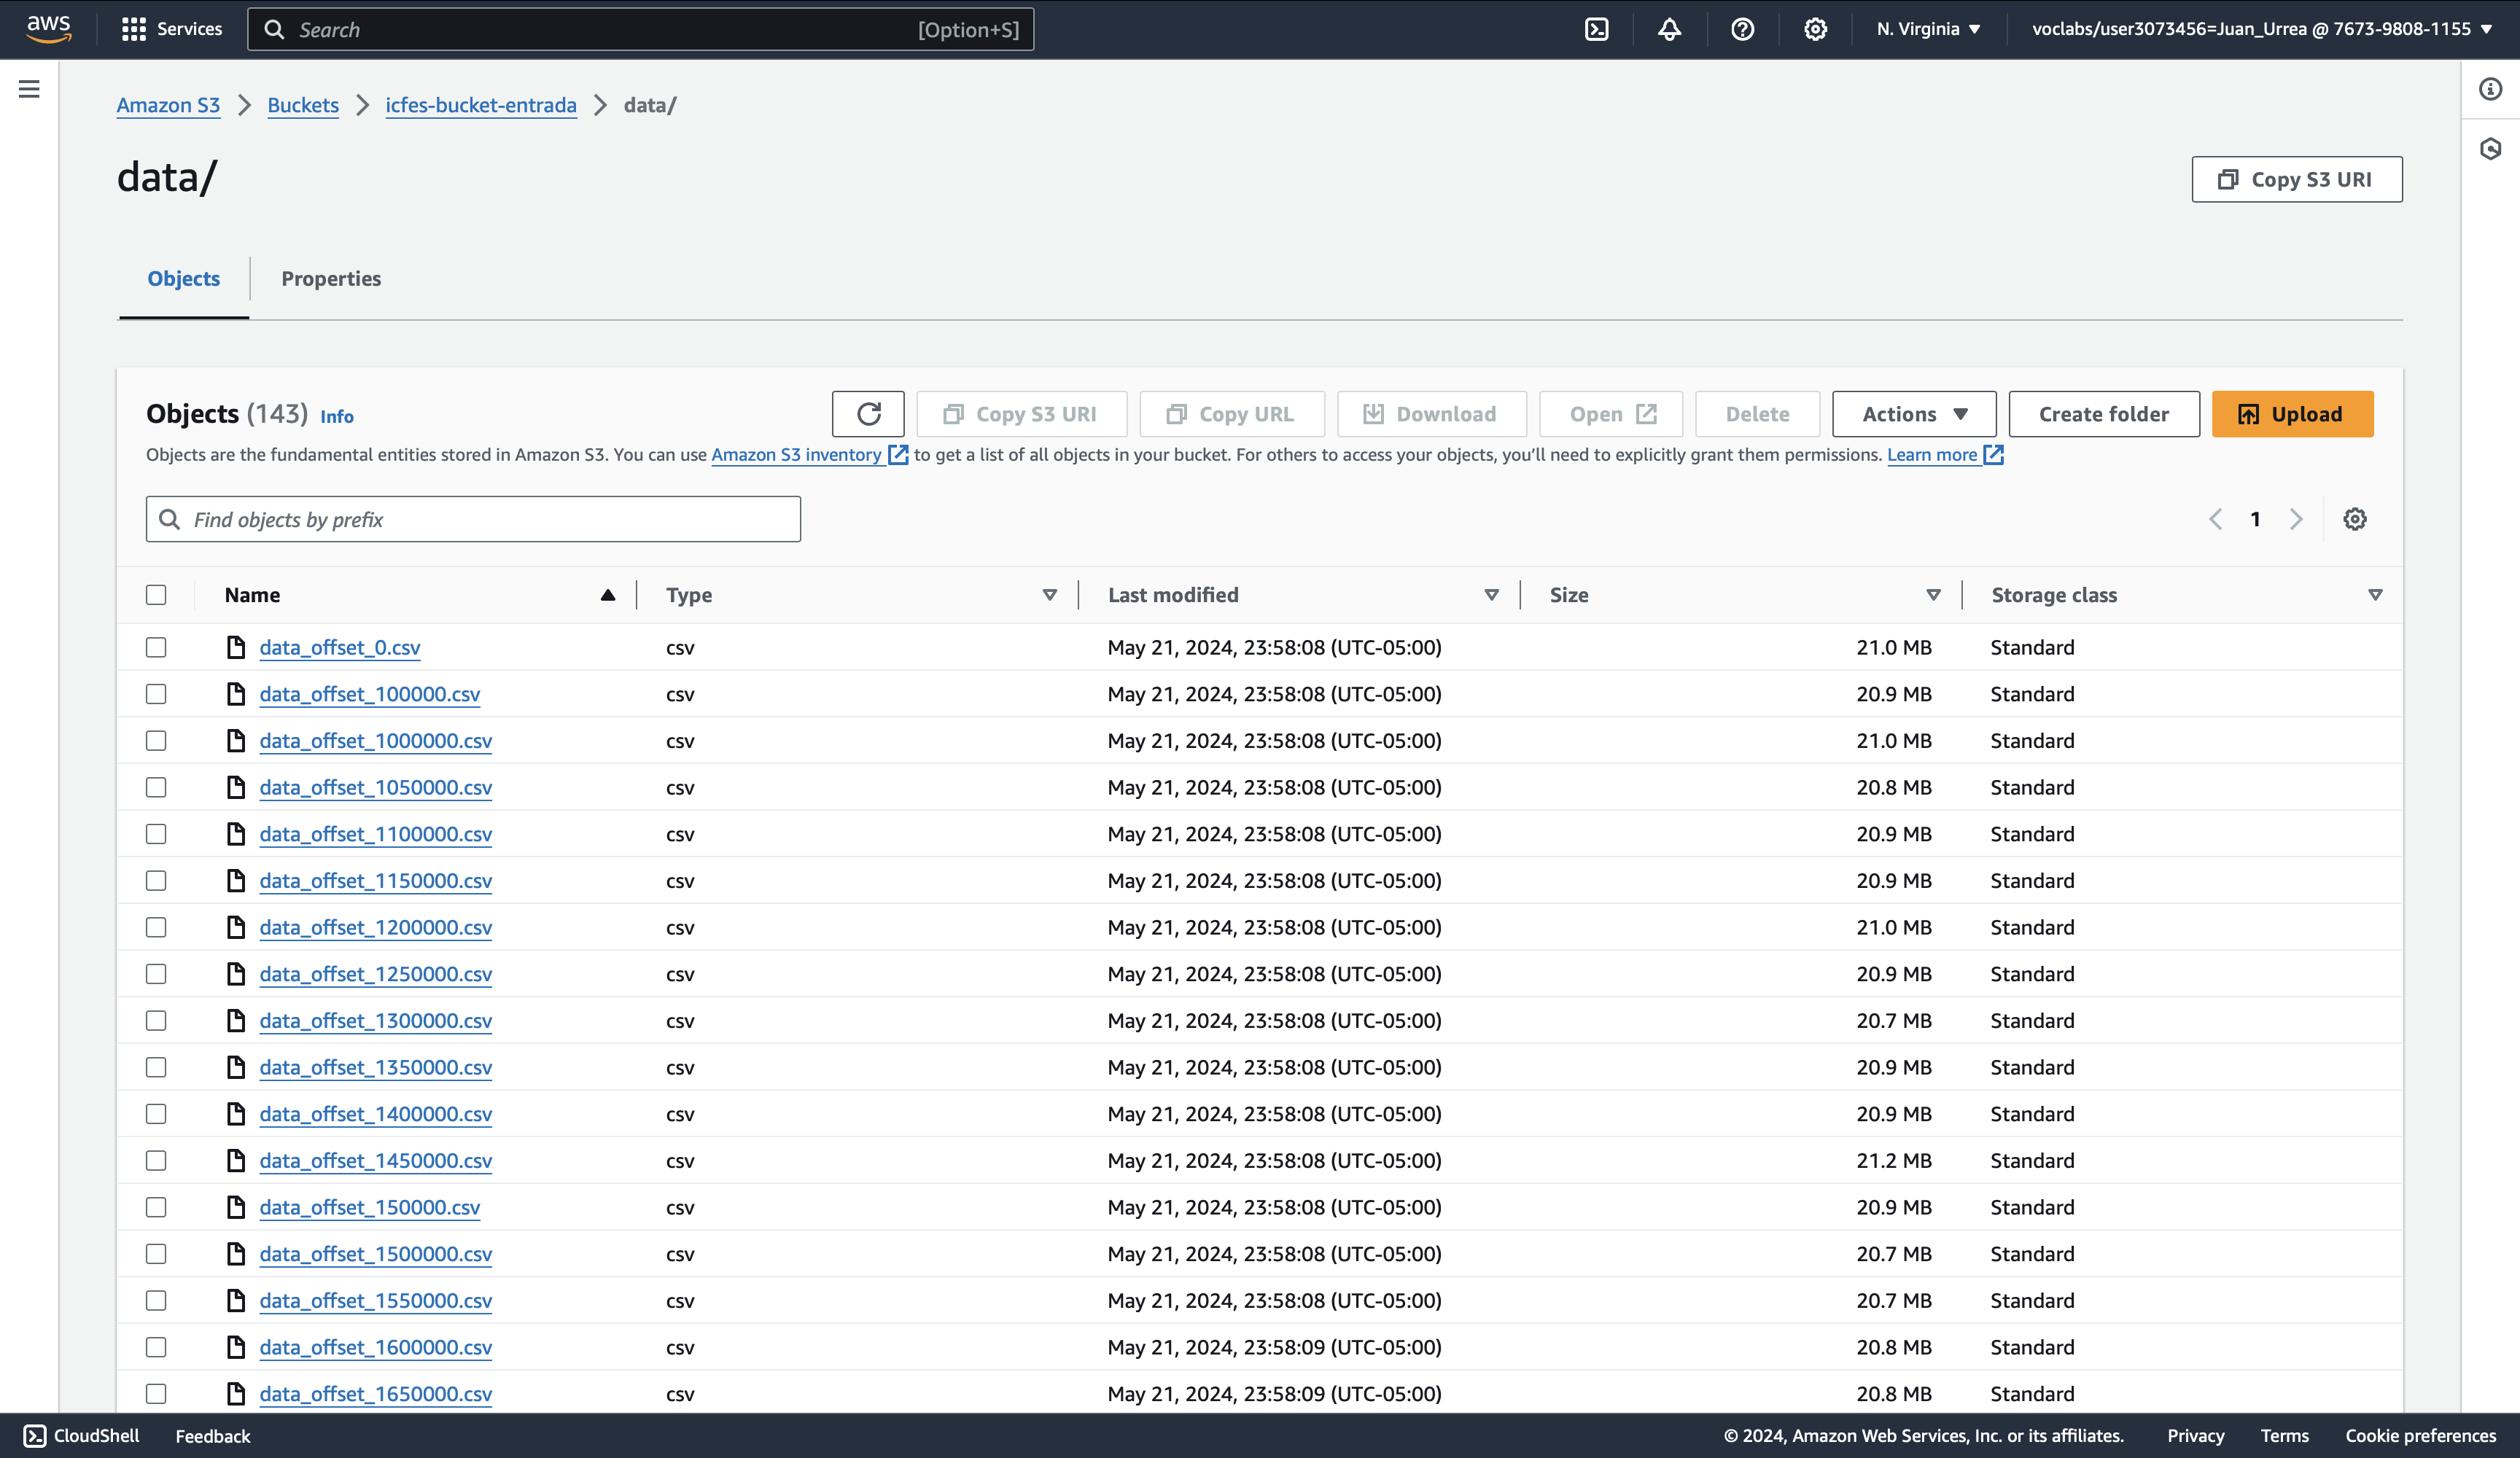 aws Services Search [Option+S] N. Virginia voclabs/user3073456=Juan_Urrea @ 7673-9808-1155
Amazon S3 Buckets icfes-bucket-entrada data/
data/
Copy S3 URI
Objects Properties
Objects (143) Info
Copy S3 URI Copy URL Download Open Delete Actions Create folder Upload
Objects are the fundamental entities stored in Amazon S3. You can use Amazon S3 inventory to get a list of all objects in your bucket. For others to access your objects, you'll need to explicitly grant them permissions. Learn more
Find objects by prefix 1
Name Type Last modified Size Storage class
data_offset_0.csv csv May 21, 2024, 23:58:08 (UTC-05:00) 21.0 MB Standard
data_offset_100000.csv csv May 21, 2024, 23:58:08 (UTC-05:00) 20.9 MB Standard
data_offset_1000000.csv csv May 21, 2024, 23:58:08 (UTC-05:00) 21.0 MB Standard
data_offset_1050000.csv csv May 21, 2024, 23:58:08 (UTC-05:00) 20.8 MB Standard
data_offset_1100000.csv csv May 21, 2024, 23:58:08 (UTC-05:00) 20.9 MB Standard
data_offset_1150000.csv csv May 21, 2024, 23:58:08 (UTC-05:00) 20.9 MB Standard
data_offset_1200000.csv csv May 21, 2024, 23:58:08 (UTC-05:00) 21.0 MB Standard
data_offset_1250000.csv csv May 21, 2024, 23:58:08 (UTC-05:00) 20.9 MB Standard
data_offset_1300000.csv csv May 21, 2024, 23:58:08 (UTC-05:00) 20.7 MB Standard
data_offset_1350000.csv csv May 21, 2024, 23:58:08 (UTC-05:00) 20.9 MB Standard
data_offset_1400000.csv csv May 21, 2024, 23:58:08 (UTC-05:00) 20.9 MB Standard
data_offset_1450000.csv csv May 21, 2024, 23:58:08 (UTC-05:00) 21.2 MB Standard
data_offset_150000.csv csv May 21, 2024, 23:58:08 (UTC-05:00) 20.9 MB Standard
data_offset_1500000.csv csv May 21, 2024, 23:58:08 (UTC-05:00) 20.7 MB Standard
data_offset_1550000.csv csv May 21, 2024, 23:58:08 (UTC-05:00) 20.7 MB Standard
data_offset_1600000.csv csv May 21, 2024, 23:58:09 (UTC-05:00) 20.8 MB Standard
data_offset_1650000.csv csv May 21, 2024, 23:58:09 (UTC-05:00) 20.8 MB Standard
CloudShell Feedback © 2024, Amazon Web Services, Inc. or its affiliates. Privacy Terms Cookie preferences